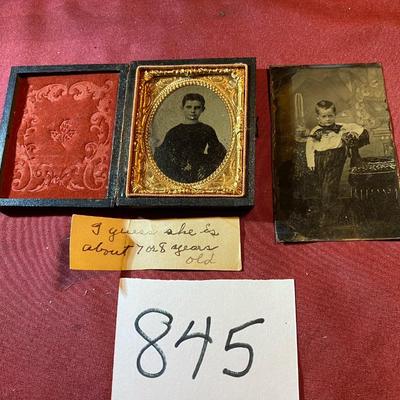 I guess she is
about 7 or 8 years
old
845